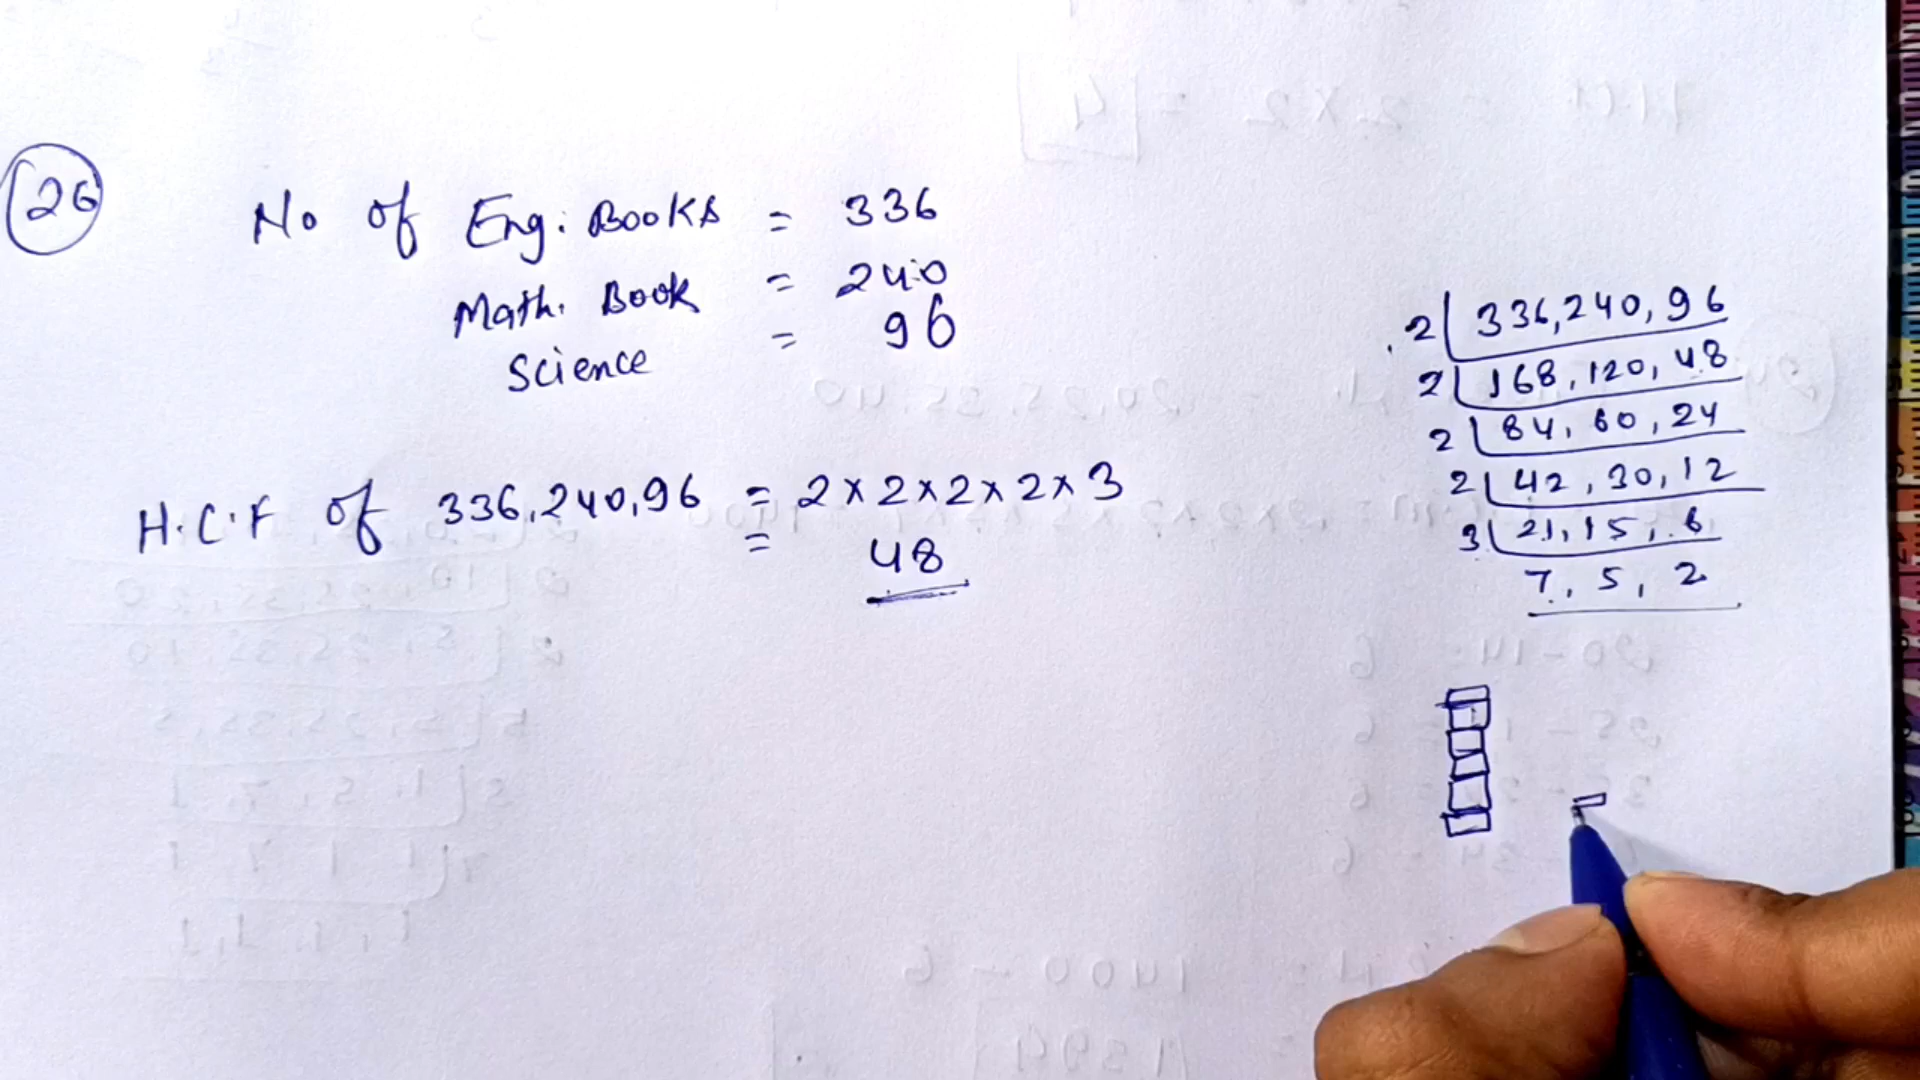 26
No of Eng. Books = 336
Math. Book = 240
Science = 96
H.C.F of 336,240,96 = 2×2×2×2×3
= 48
2 336,240,96
2 168,120,48
2 84,60,24
2 42,30,12
3 21,15,6
7,5,2